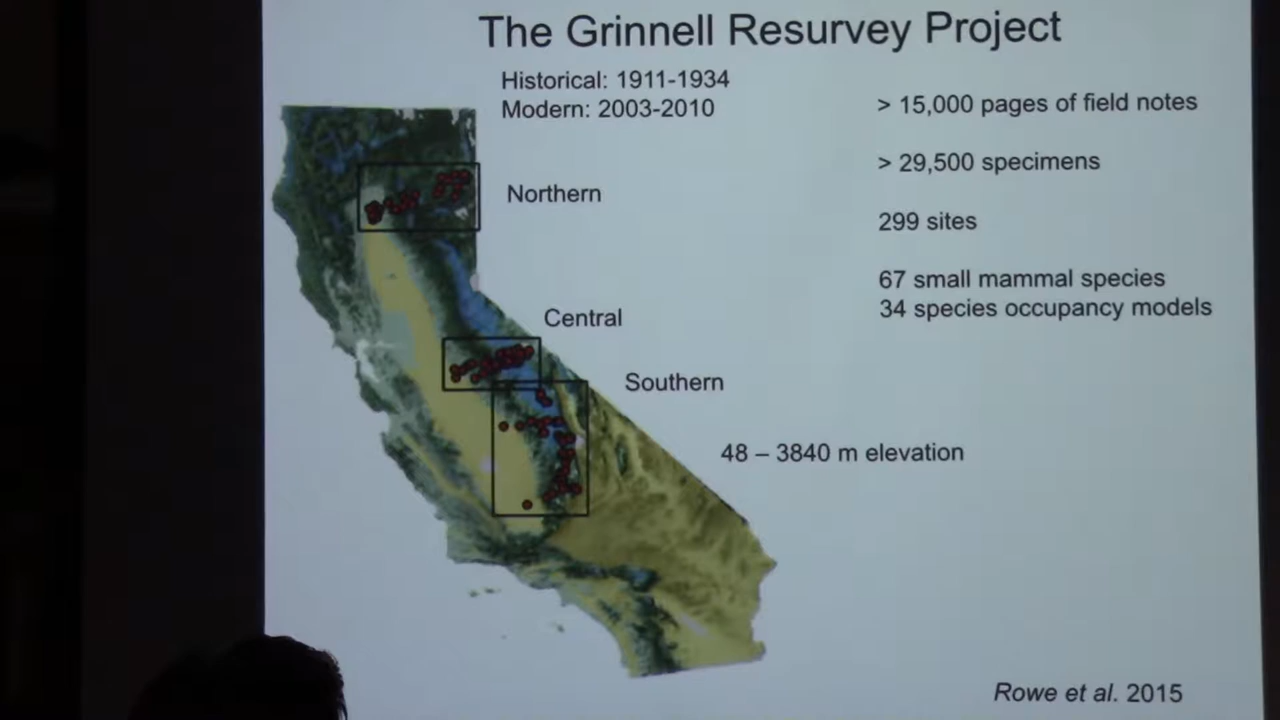 The Grinnell Resurvey Project
Historical: 1911-1934
Modern: 2003-2010
> 15,000 pages of field notes
> 29,500 specimens
Northern
299 sites
67 small mammal species
34 species occupancy models
Central
Southern
48 – 3840 m elevation
Rowe et al. 2015